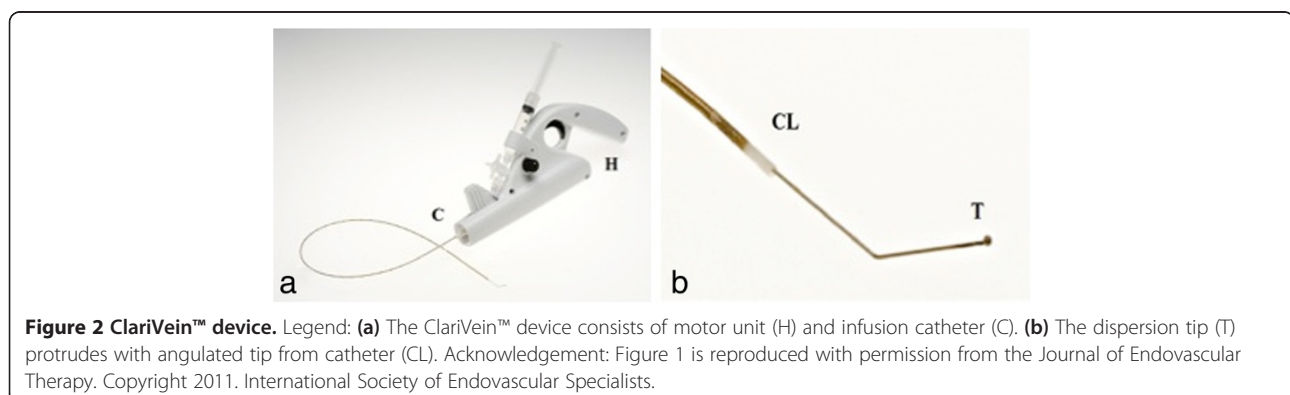 CL
H
C
T
a
b
Figure 2 ClariVein™ device. Legend: (a) The ClariVein™ device consists of motor unit (H) and infusion catheter (C). (b) The dispersion tip (T)
protrudes with angulated tip from catheter (CL). Acknowledgement: Figure 1 is reproduced with permission from the Journal of Endovascular
Therapy. Copyright 2011. International Society of Endovascular Specialists.